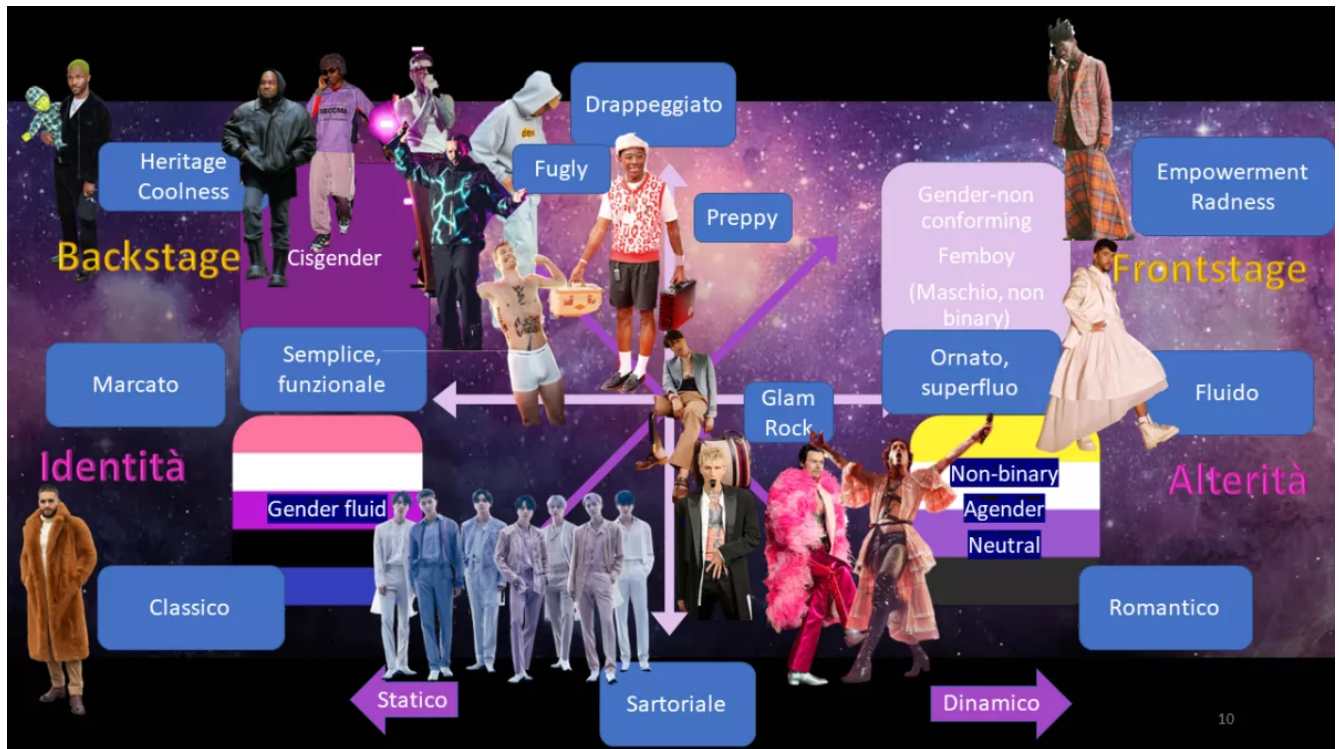 Drappeggiato
Heritage
Coolness
Fugly
Preppy
Gender-non
conforming
Femboy
(Maschio, non
binary)
Empowerment
Radness
Backstage
Cisgender
Frontstage
Marcato
Semplice,
funzionale
Glam
Rock
Ornato,
superfluo
Fluido
Identità
Gender fluid
Non-binary
Agender
Neutral
Alterità
Classico
Romantico
Statico
Sartoriale
Dinamico
10